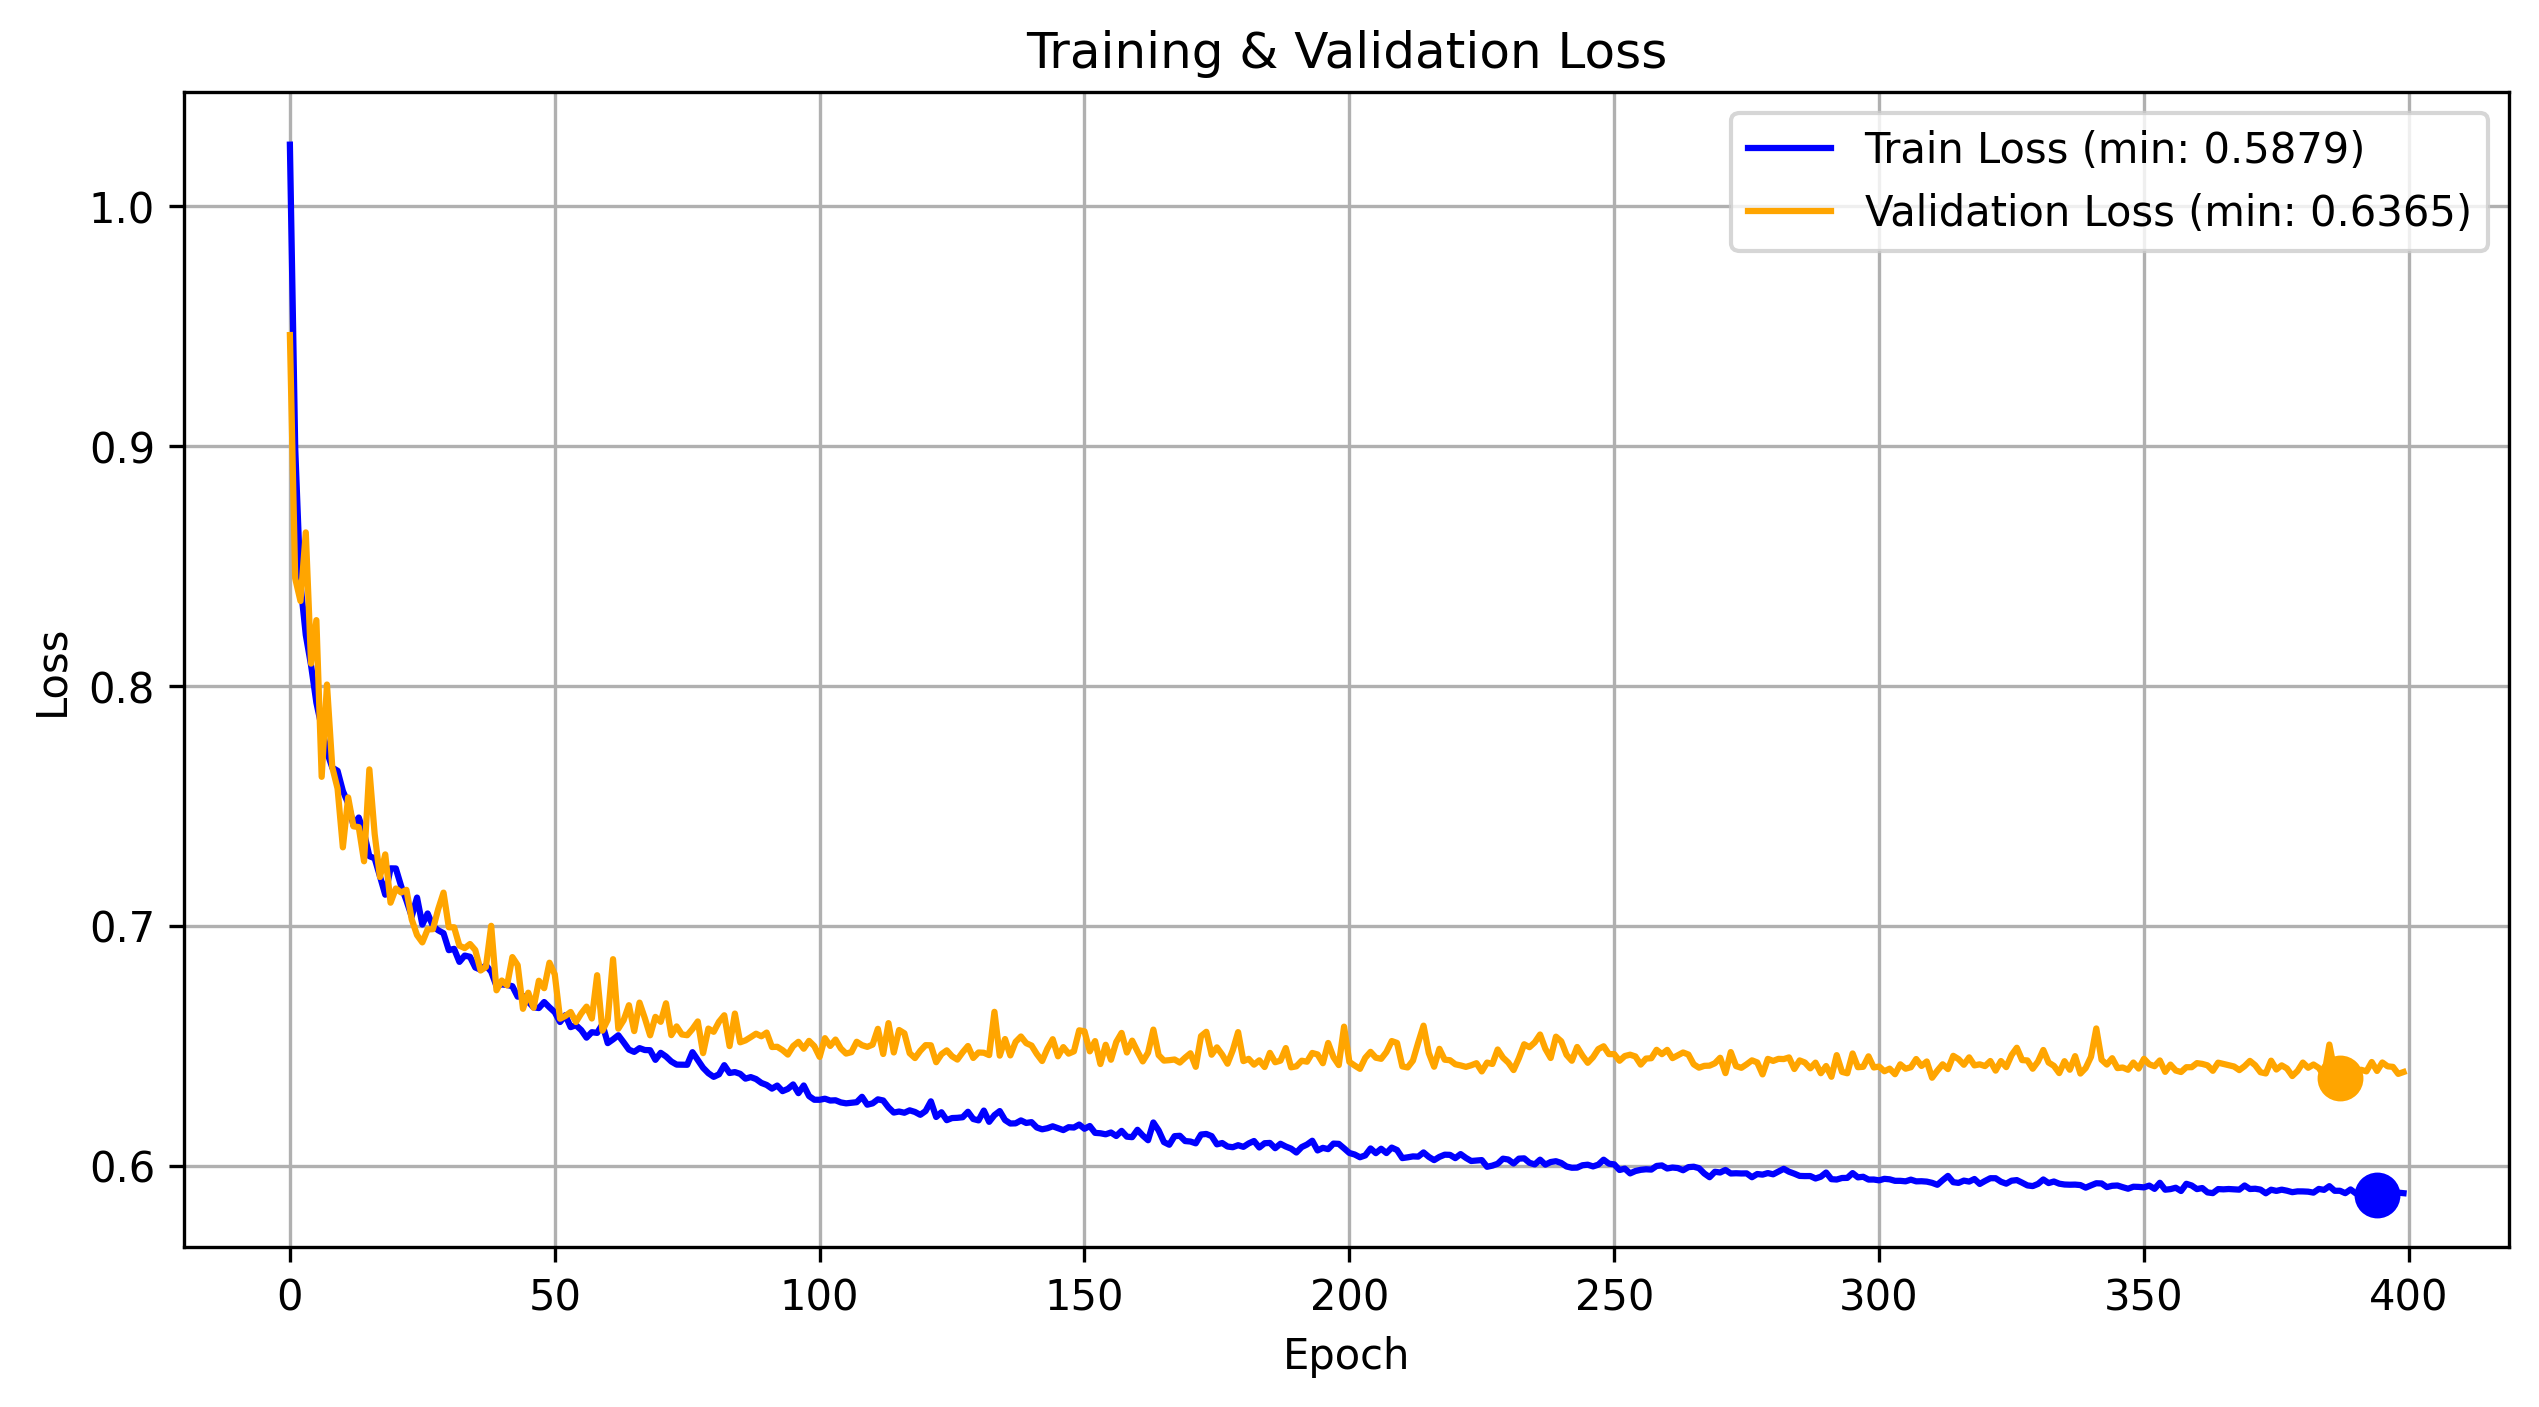 Training & Validation Loss
Train Loss (min: 0.5879)
Validation Loss (min: 0.6365)
Loss
1.0
0.9
0.8
0.7
0.6
0 50 100 150 200 250 300 350 400
Epoch